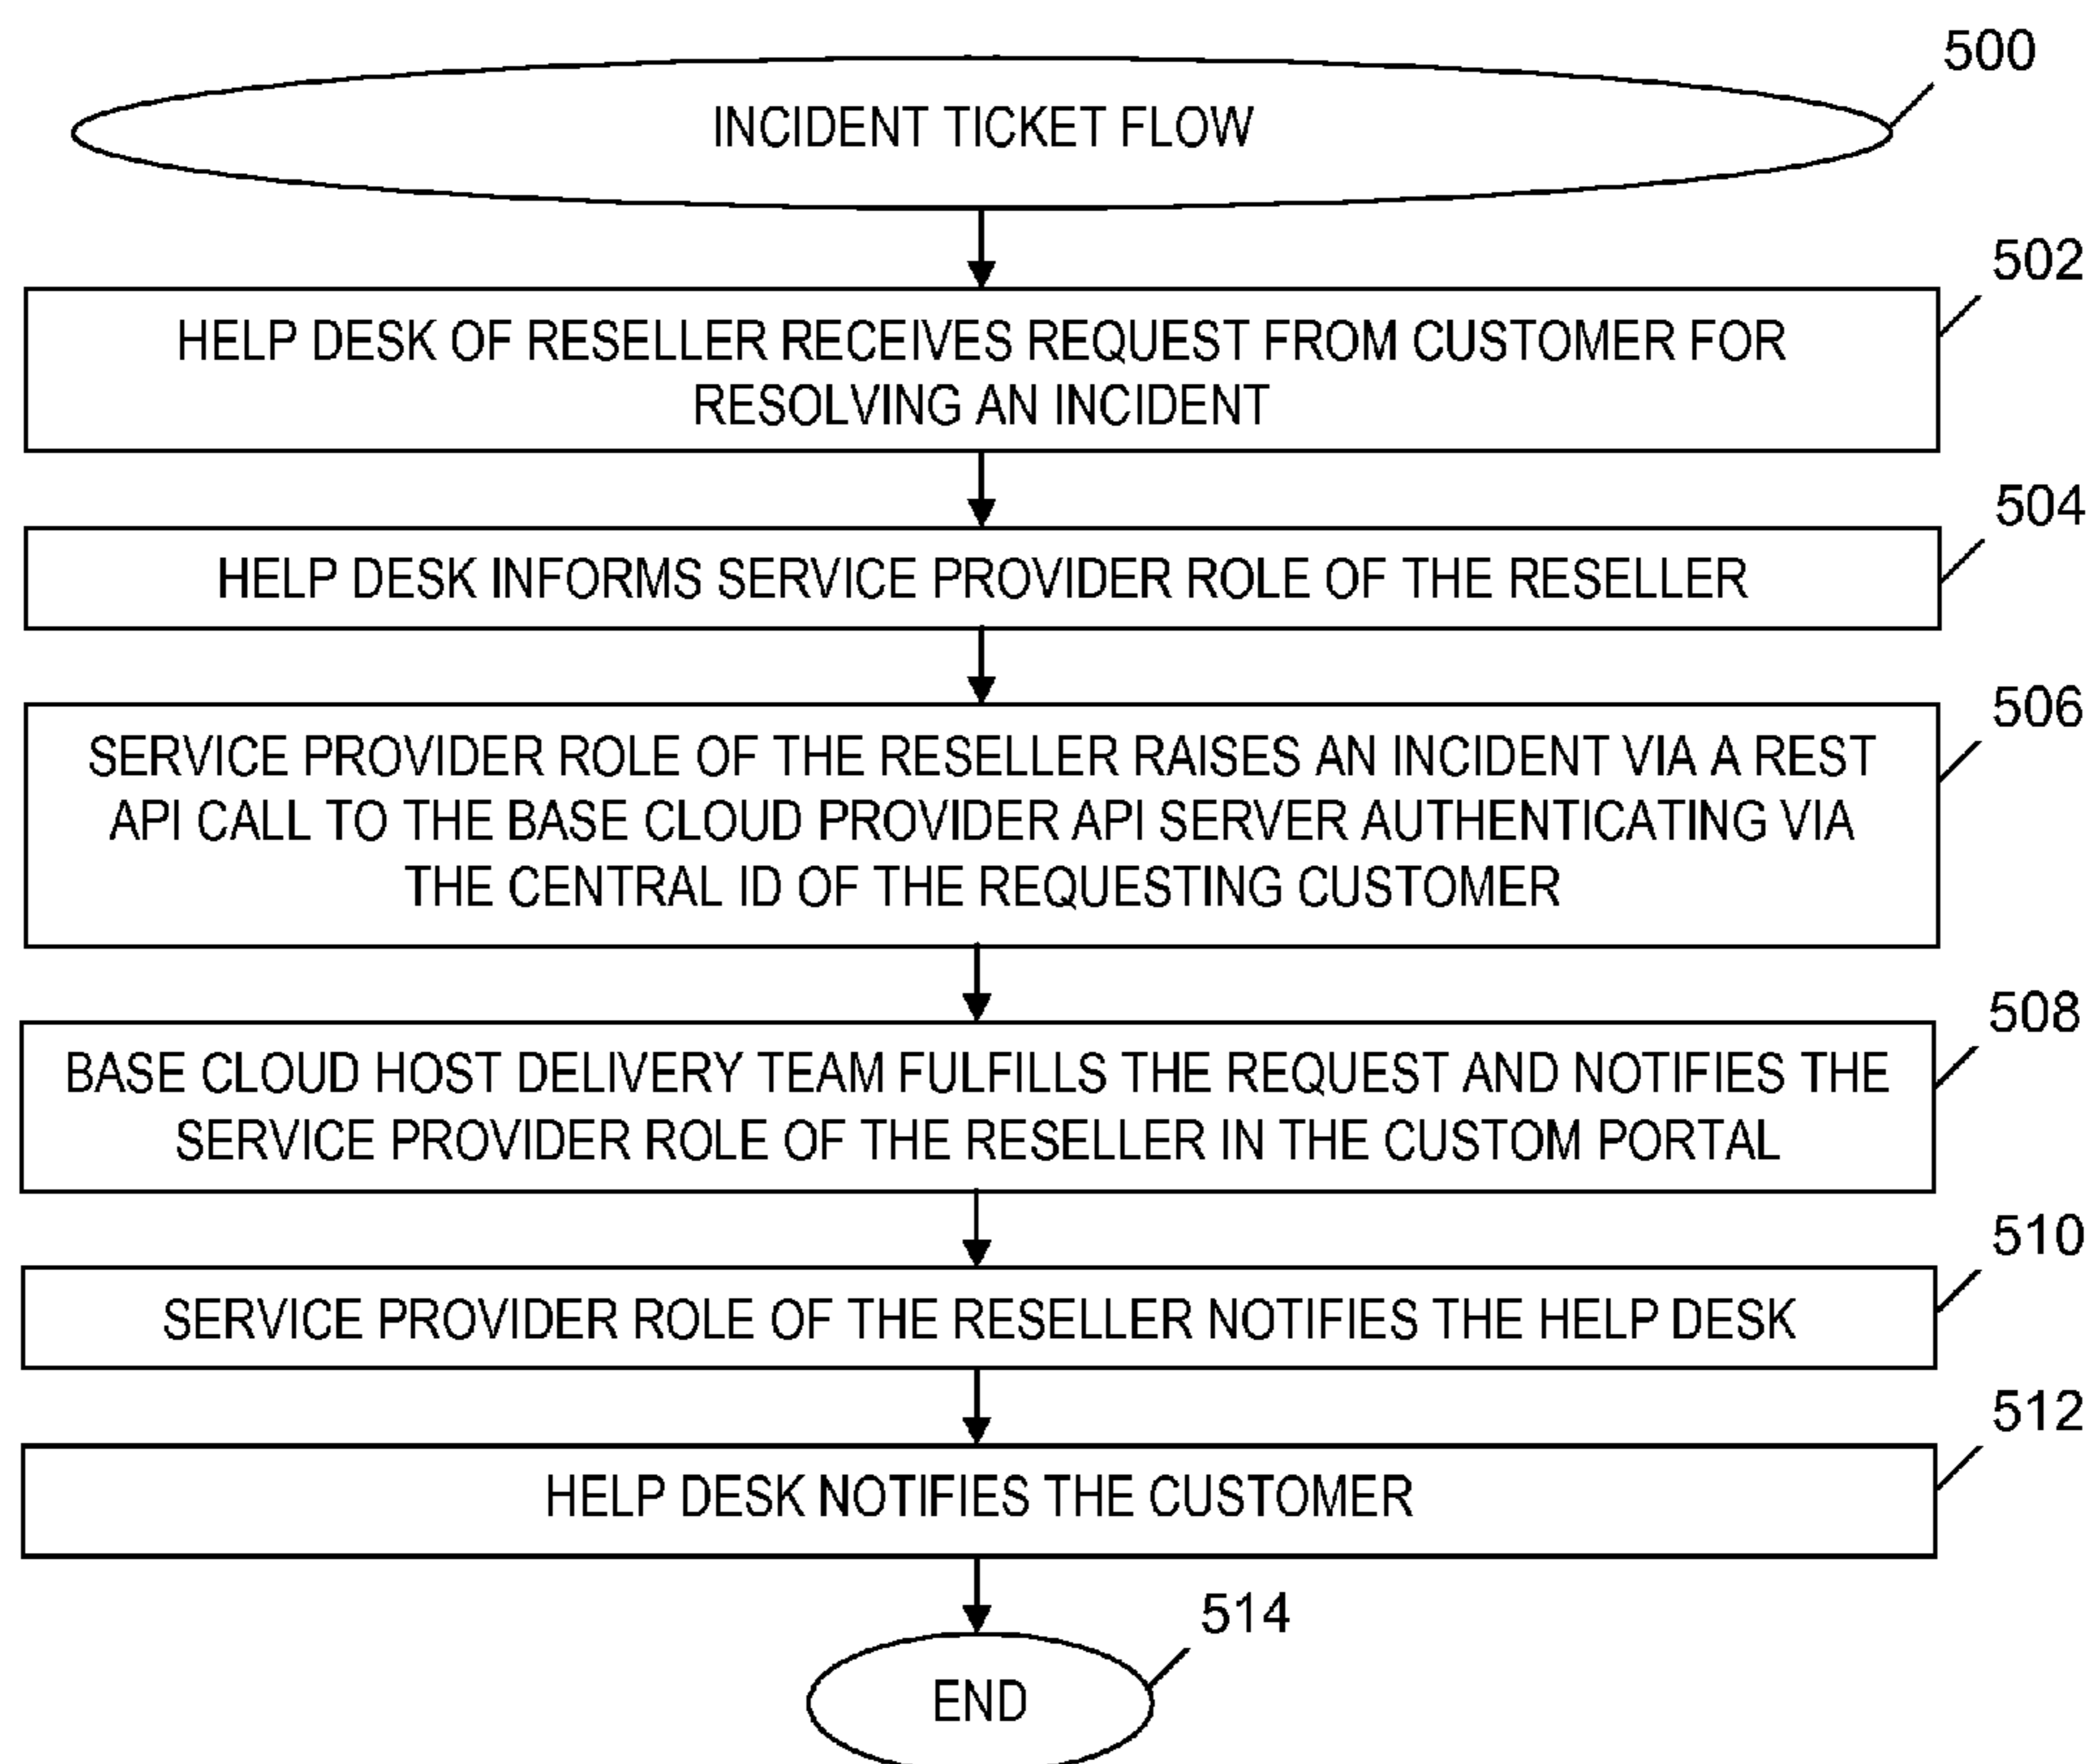 500
INCIDENT TICKET FLOW
502
HELP DESK OF RESELLER RECEIVES REQUEST FROM CUSTOMER FOR
RESOLVING AN INCIDENT
504
HELP DESK INFORMS SERVICE PROVIDER ROLE OF THE RESELLER
506
SERVICE PROVIDER ROLE OF THE RESELLER RAISES AN INCIDENT VIA A REST
API CALL TO THE BASE CLOUD PROVIDER API SERVER AUTHENTICATING VIA
THE CENTRAL ID OF THE REQUESTING CUSTOMER
508
BASE CLOUD HOST DELIVERY TEAM FULFILLS THE REQUEST AND NOTIFIES THE
SERVICE PROVIDER ROLE OF THE RESELLER IN THE CUSTOM PORTAL
510
SERVICE PROVIDER ROLE OF THE RESELLER NOTIFIES THE HELP DESK
512
HELP DESK NOTIFIES THE CUSTOMER
514
END